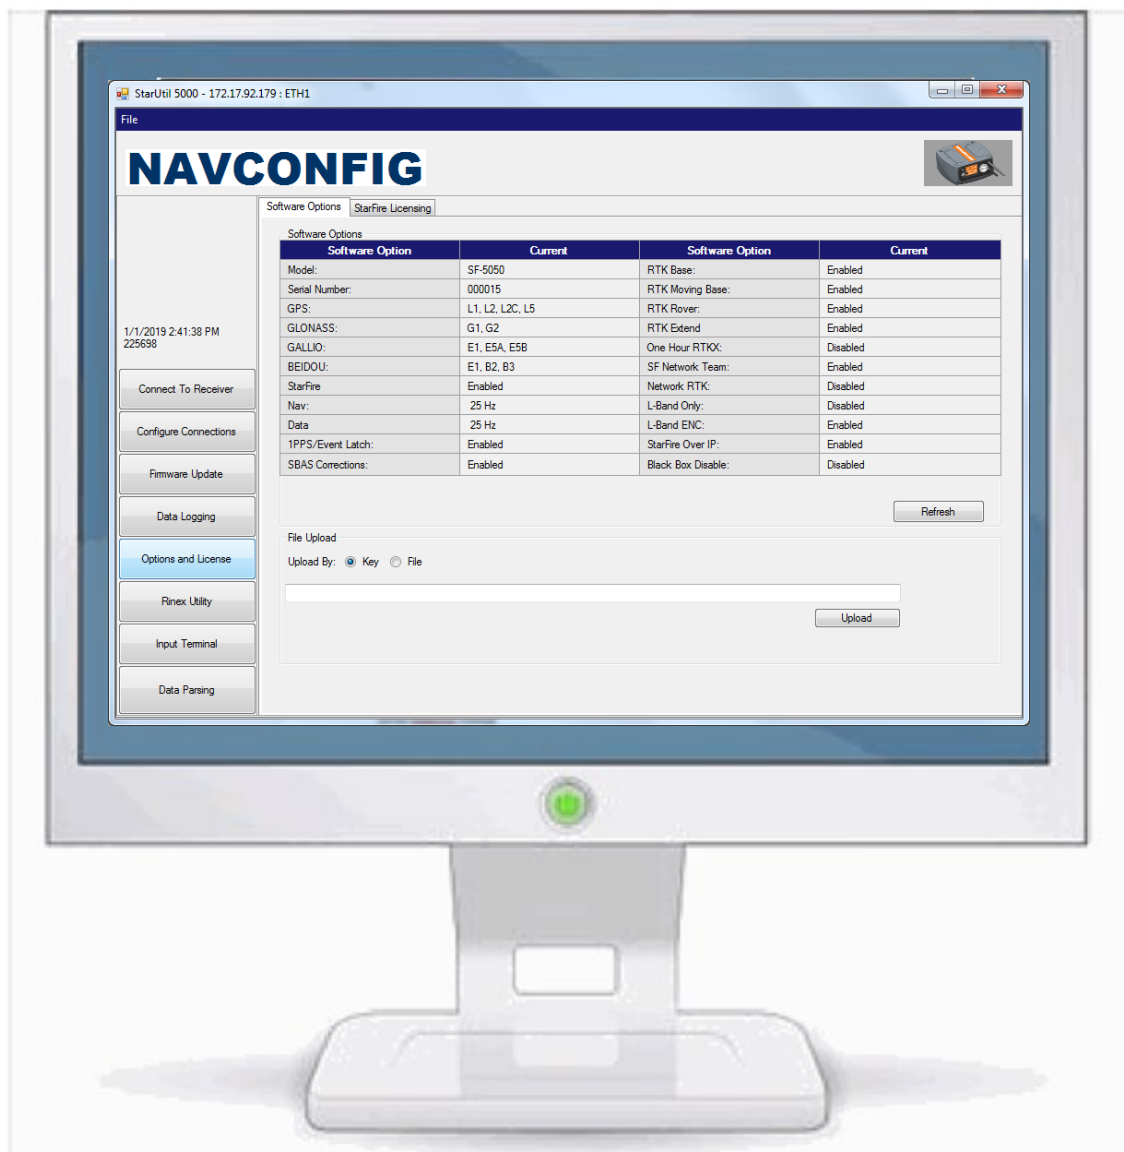 StarUtil 5000 - 172.17.92.179 : ETH1
File
NAVCONFIG
Software Options StarFire Licensing
Software Options
Software Option Current Software Option Current
Model: SF-5050 RTK Base: Enabled
Serial Number: 000015 RTK Moving Base: Enabled
GPS: L1, L2, L2C, L5 RTK Rover: Enabled
GLONASS: G1, G2 RTK Extend Enabled
GALLIO: E1, E5A, E5B One Hour RTKX: Disabled
BEIDOU: E1, B2, B3 SF Network Team: Enabled
StarFire Enabled Network RTK: Disabled
Nav: 25 Hz L-Band Only: Disabled
Data 25 Hz L-Band ENC: Enabled
1PPS/Event Latch: Enabled StarFire Over IP: Enabled
SBAS Corrections: Enabled Black Box Disable: Disabled
Refresh
File Upload
Upload By: Key File
Upload
1/1/2019 2:41:38 PM
225698
Connect To Receiver
Configure Connections
Firmware Update
Data Logging
Options and License
Rinex Utility
Input Terminal
Data Parsing